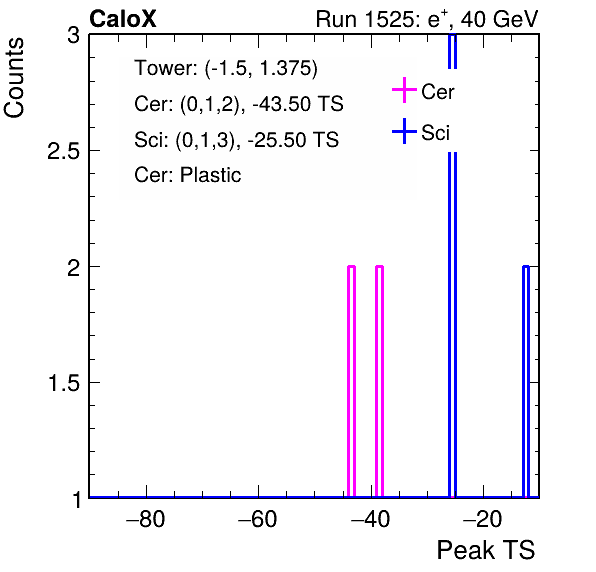 CaloX Run 1525: e⁺, 40 GeV
Counts
Tower: (-1.5, 1.375)
Cer: (0,1,2), -43.50 TS
Sci: (0,1,3), -25.50 TS
Cer: Plastic
Cer
Sci
3
2.5
2
1.5
1
−80 −60 −40 −20
Peak TS